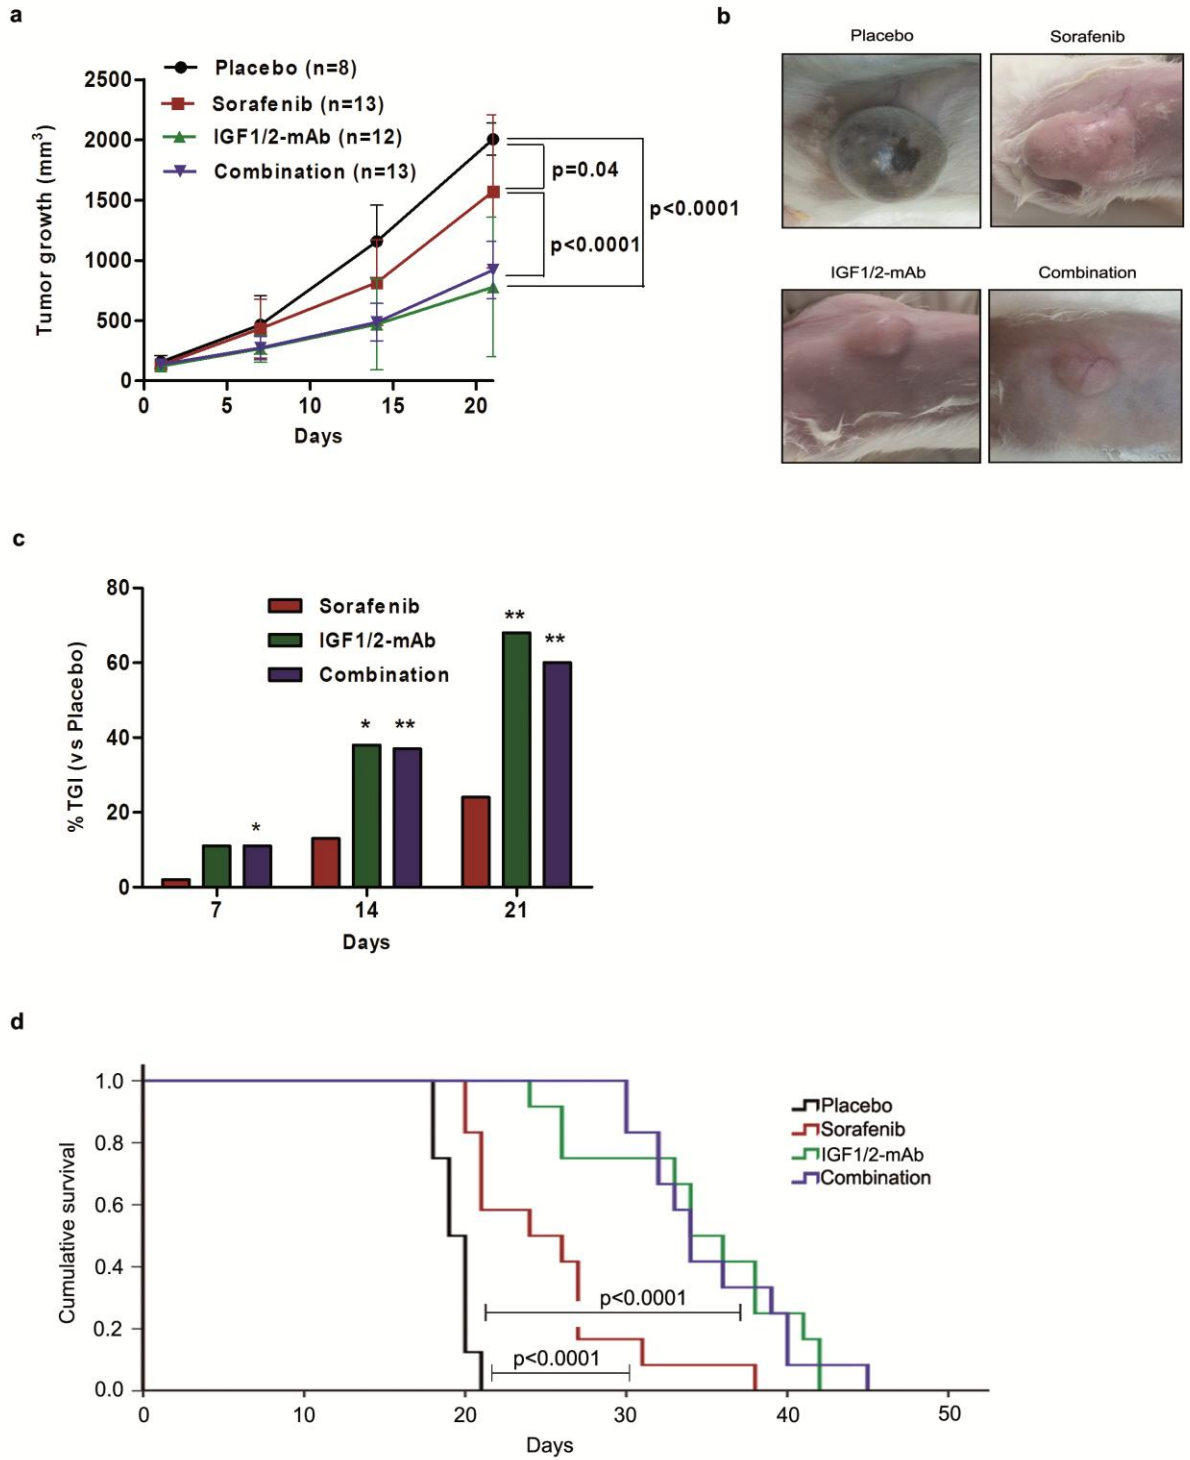 a
2500
2000
1500
1000
500
0
0 5 10 15 20
Tumor growth (mm³)
Days
Placebo (n=8)
Sorafenib (n=13)
IGF1/2-mAb (n=12)
Combination (n=13)
p=0.04
p<0.0001
p<0.0001
b
Placebo
Sorafenib
IGF1/2-mAb
Combination
c
80
60
40
20
0
% TGI (vs Placebo)
Sorafenib
IGF1/2-mAb
Combination
*
* **
** **
7 14 21
Days
d
1.0
0.8
0.6
0.4
0.2
0.0
Cumulative survival
Placebo
Sorafenib
IGF1/2-mAb
Combination
p<0.0001
p<0.0001
0 10 20 30 40 50
Days